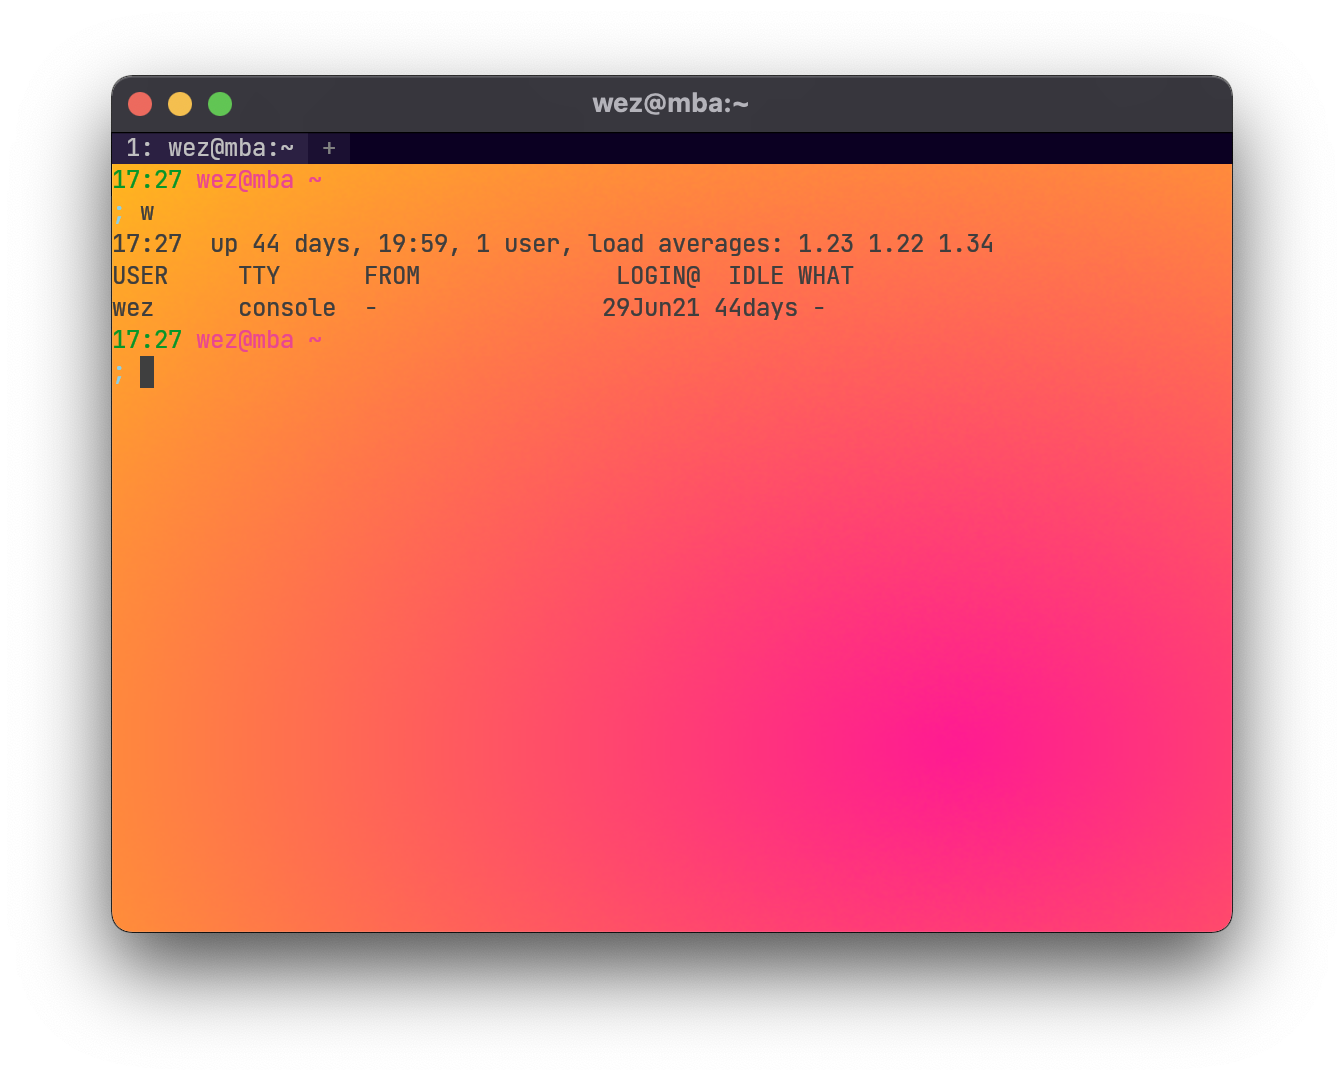 wez@mba:~
1: wez@mba:~ +
17:27 wez@mba ~
; w
17:27  up 44 days, 19:59, 1 user, load averages: 1.23 1.22 1.34
USER     TTY      FROM              LOGIN@  IDLE WHAT
wez      console  -                29Jun21 44days -
17:27 wez@mba ~
;